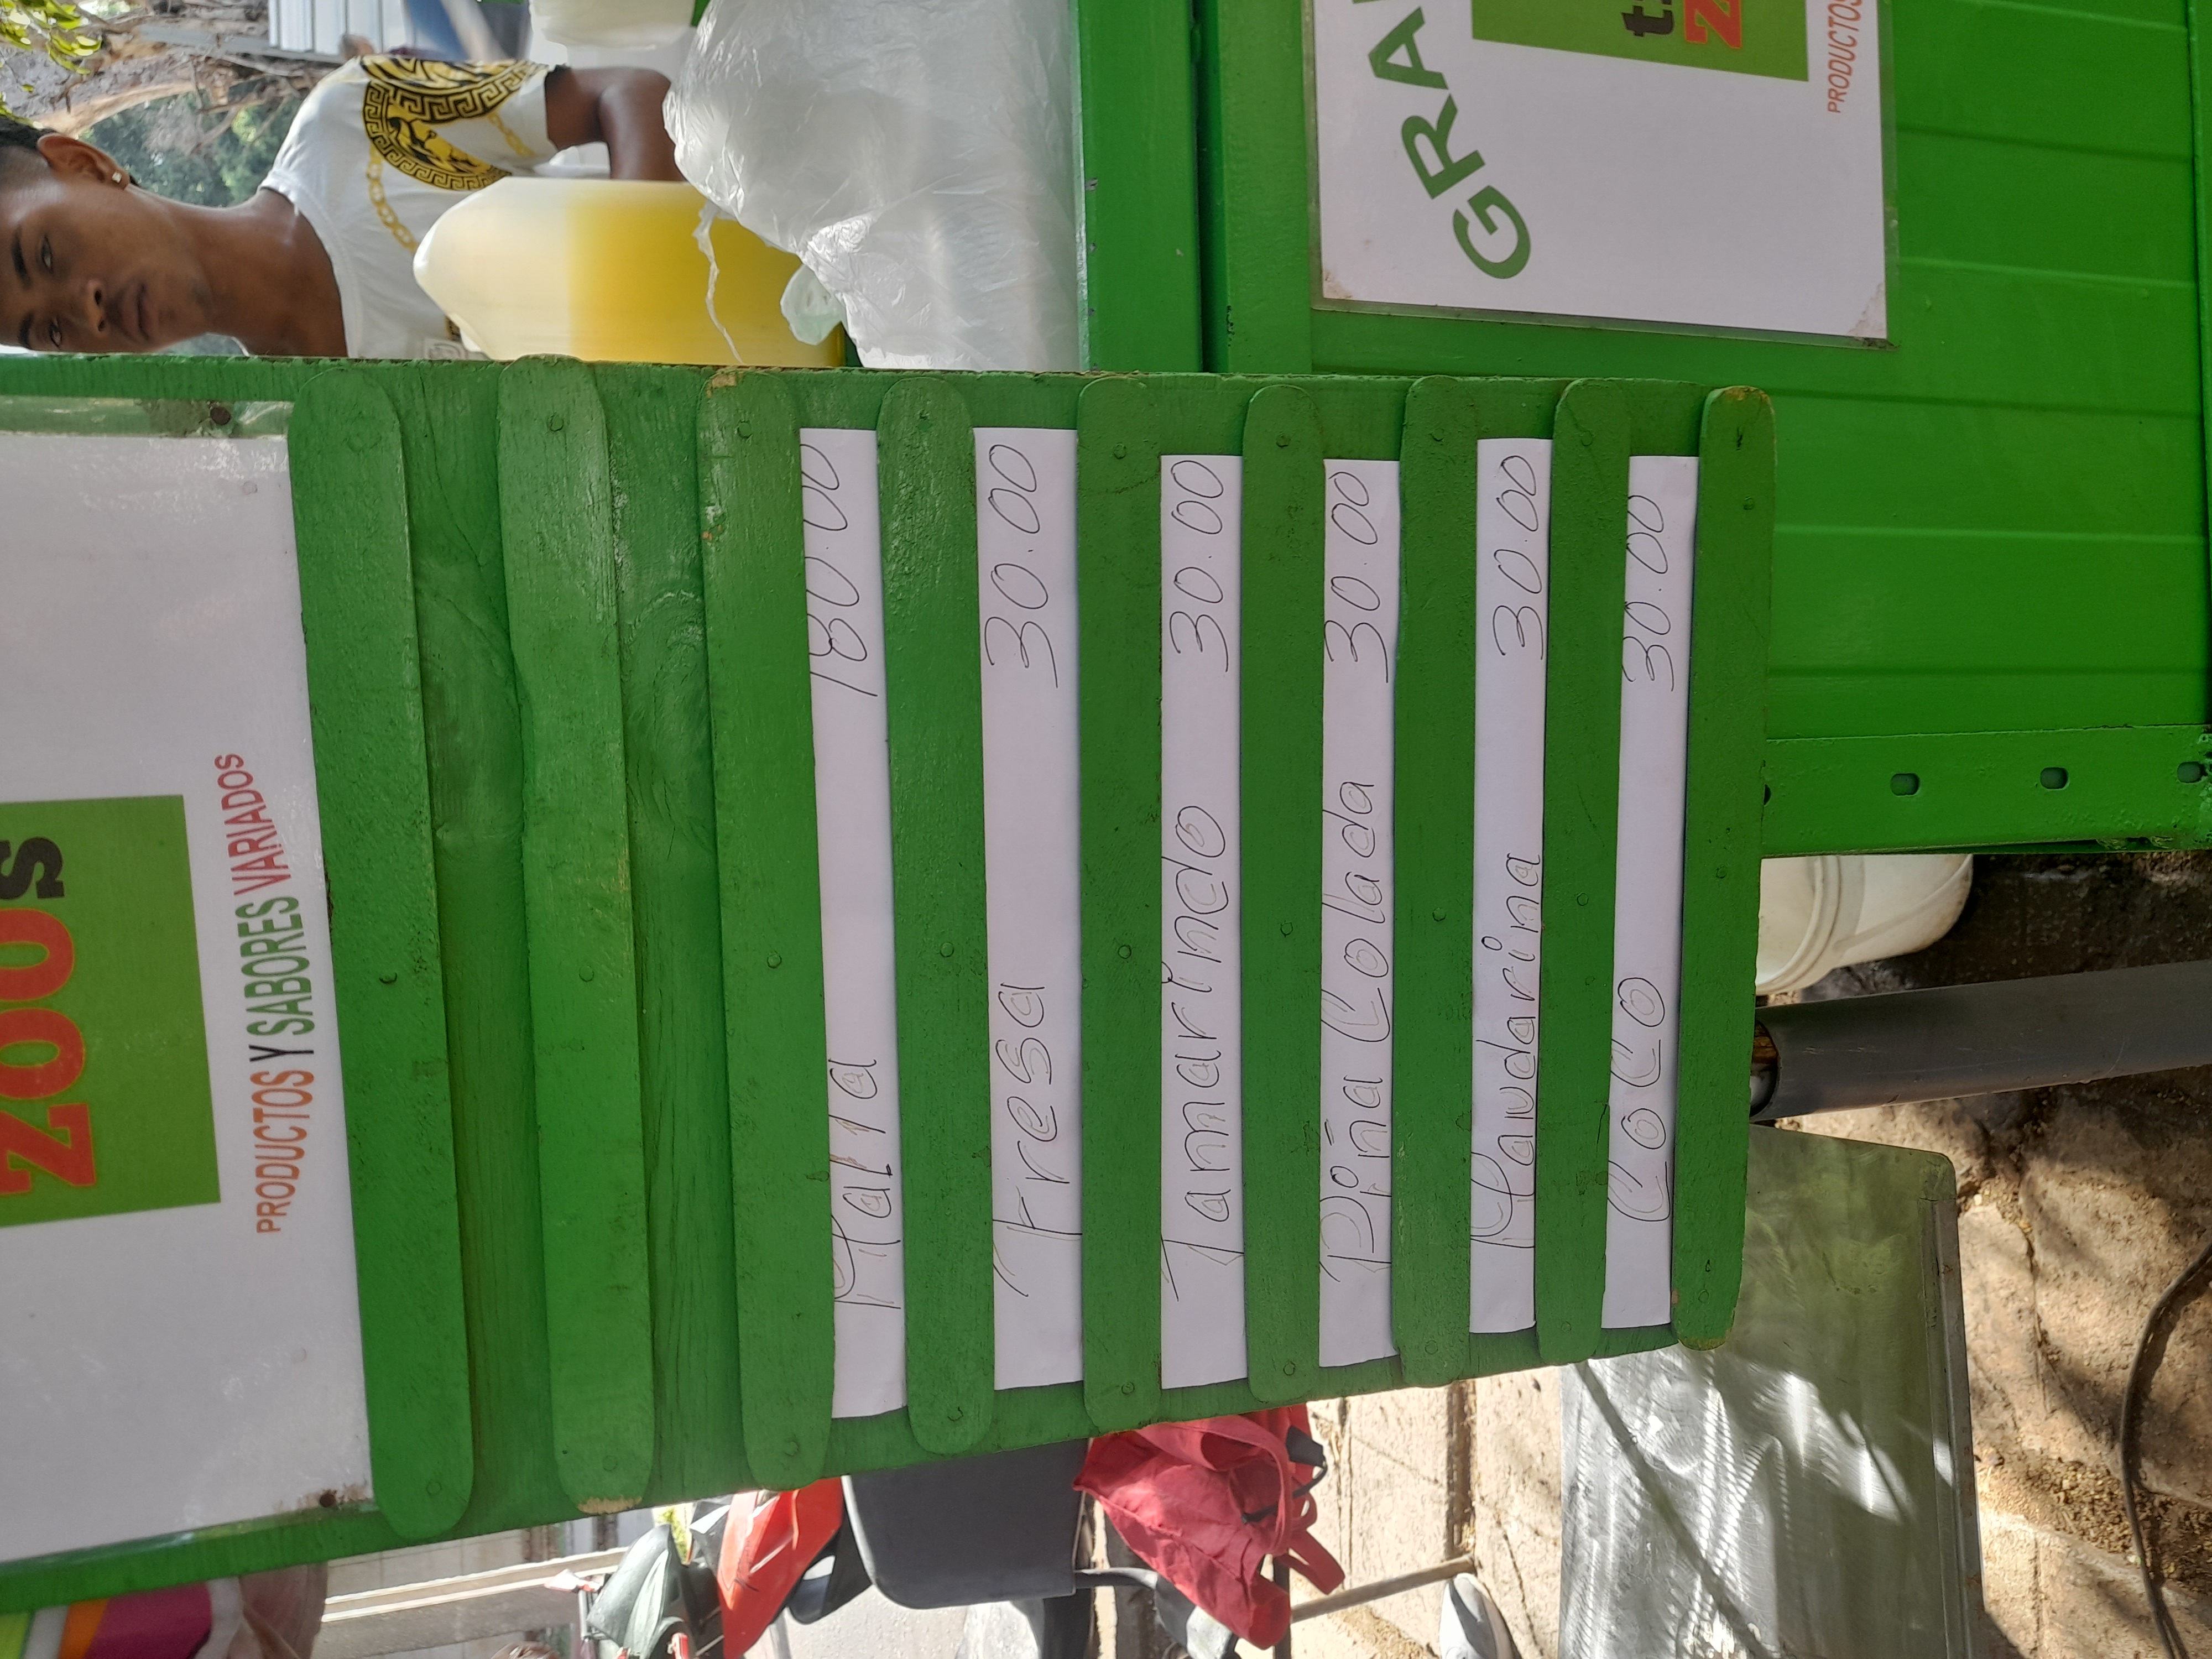 ZOOs
PRODUCTOS Y SABORES VARIADOS
Malta 180.00
Fresa 30.00
Tamarindo 30.00
Piña Colada 30.00
Mandarina 30.00
CoCo 30.00